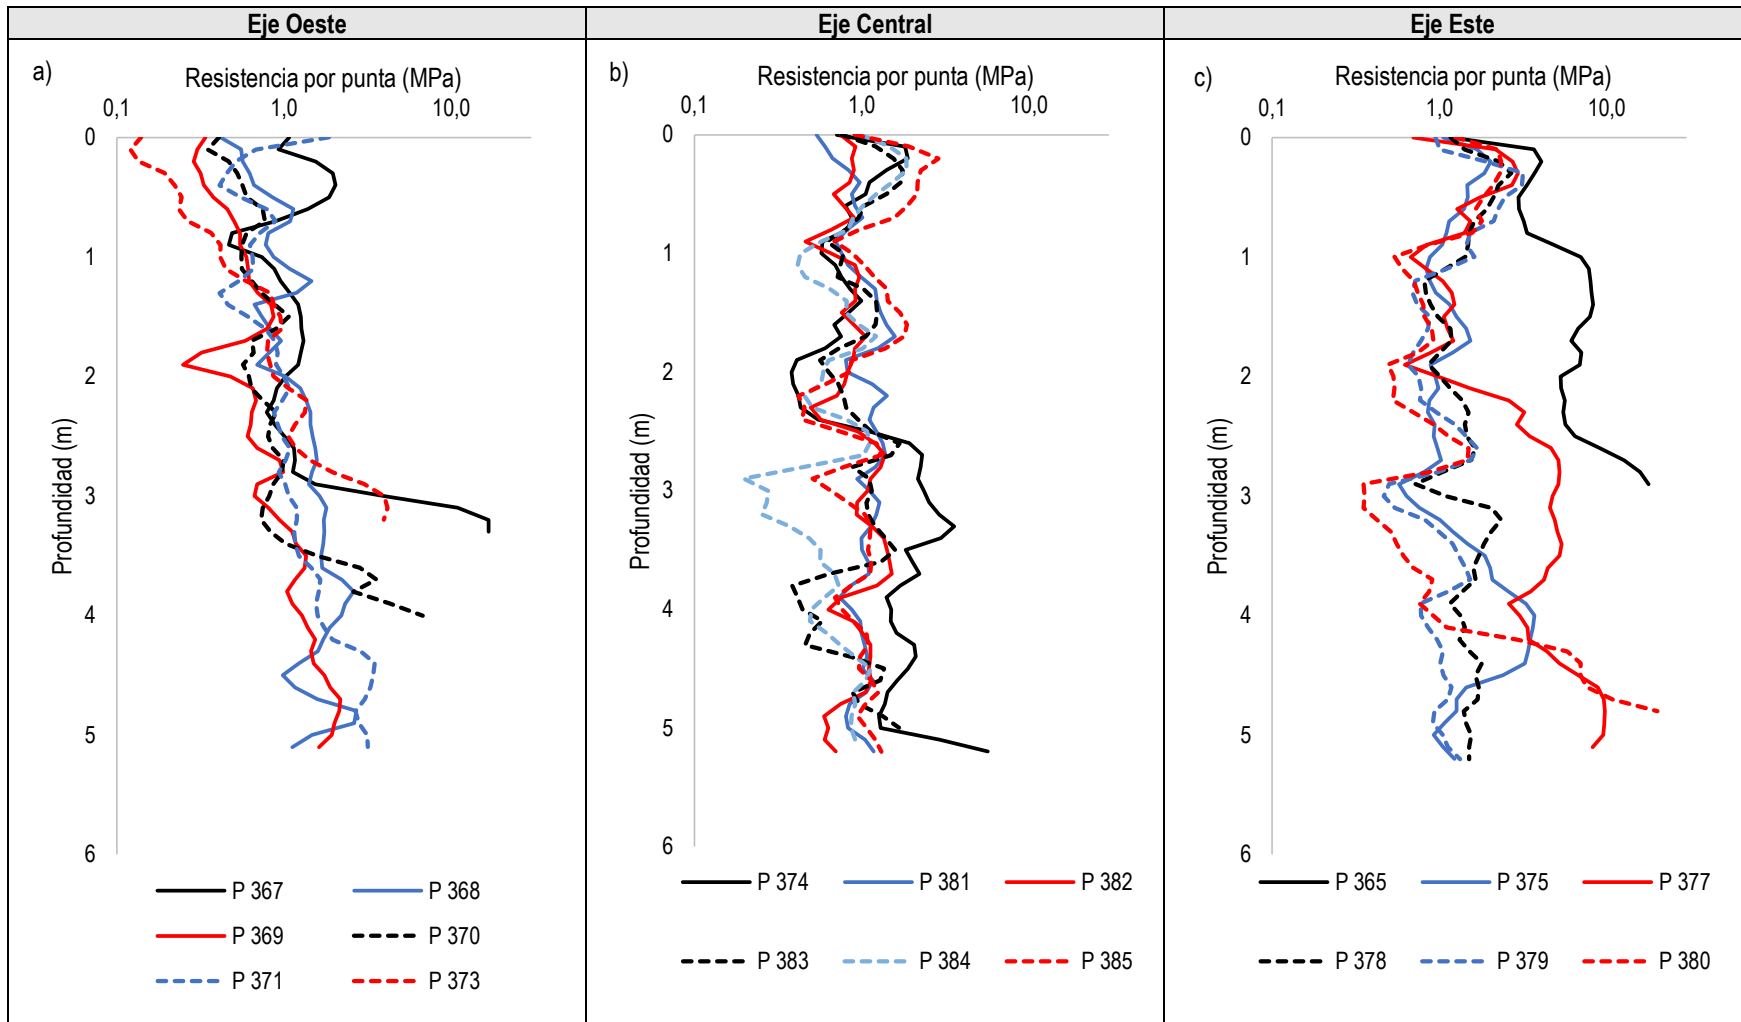 Eje Oeste
Eje Central
Eje Este
a)
Resistencia por punta (MPa)
0,1 1,0 10,0
0
1
2
3
4
5
6
Profundidad (m)
P 367 P 368
P 369 P 370
P 371 P 373
b)
Resistencia por punta (MPa)
0,1 1,0 10,0
0
1
2
3
4
5
6
Profundidad (m)
P 374 P 381 P 382
P 383 P 384 P 385
c)
Resistencia por punta (MPa)
0,1 1,0 10,0
0
1
2
3
4
5
6
Profundidad (m)
P 365 P 375 P 377
P 378 P 379 P 380